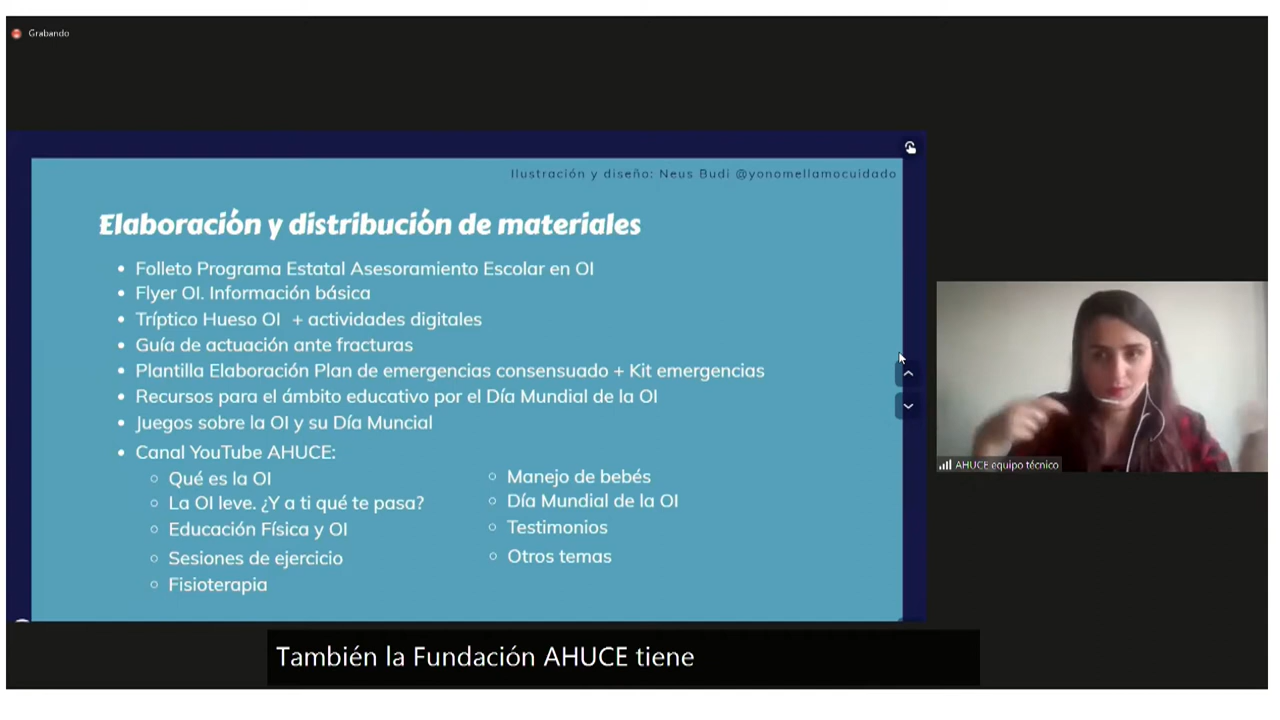 Grabando
Ilustración y diseño: Neus Budi @yonomellamocuidado
Elaboración y distribución de materiales
• Folleto Programa Estatal Asesoramiento Escolar en OI
• Flyer OI. Información básica
• Tríptico Hueso OI + actividades digitales
• Guía de actuación ante fracturas
• Plantilla Elaboración Plan de emergencias consensuado + Kit emergencias
• Recursos para el ámbito educativo por el Día Mundial de la OI
• Juegos sobre la OI y su Día Muncial
• Canal YouTube AHUCE:
◦ Qué es la OI
◦ La OI leve. ¿Y a ti qué te pasa?
◦ Educación Física y OI
◦ Sesiones de ejercicio
◦ Fisioterapia
◦ Manejo de bebés
◦ Día Mundial de la OI
◦ Testimonios
◦ Otros temas
AHUCE equipo técnico
También la Fundación AHUCE tiene